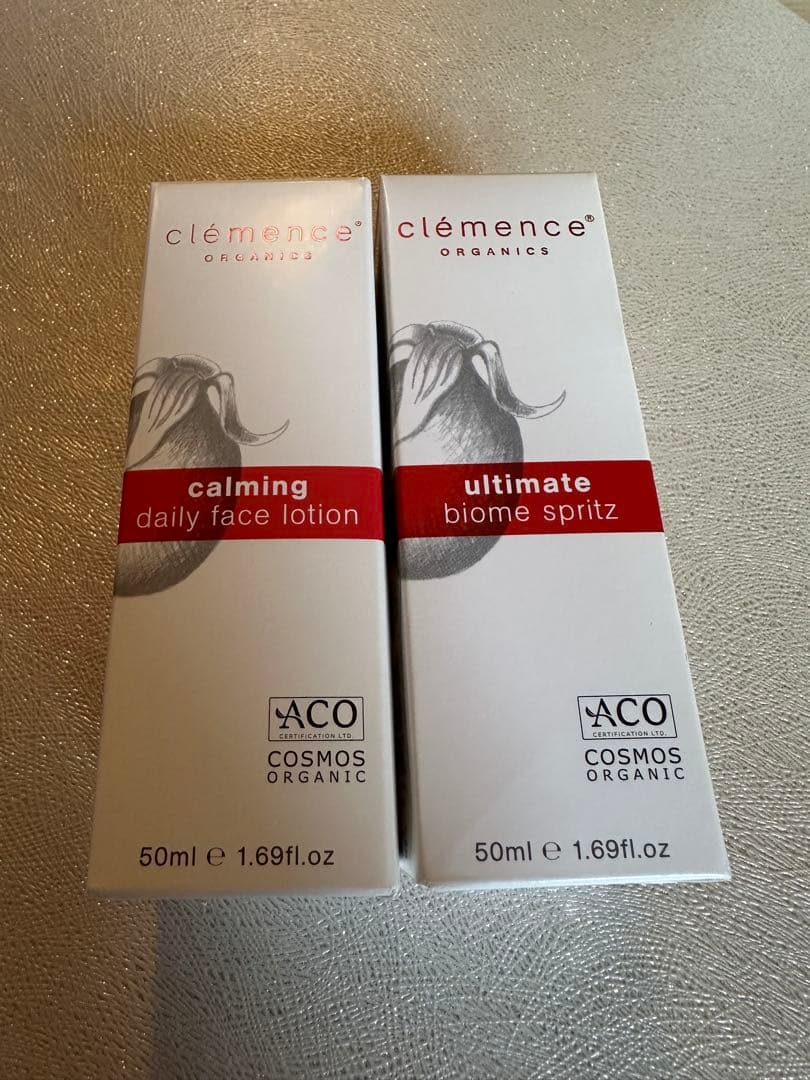 clémence®
ORGANICS
calming
daily face lotion
ACO
CERTIFICATION LTD.
COSMOS
ORGANIC
50ml e 1.69fl.oz
clémence®
ORGANICS
ultimate
biome spritz
ACO
CERTIFICATION LTD.
COSMOS
ORGANIC
50ml e 1.69fl.oz